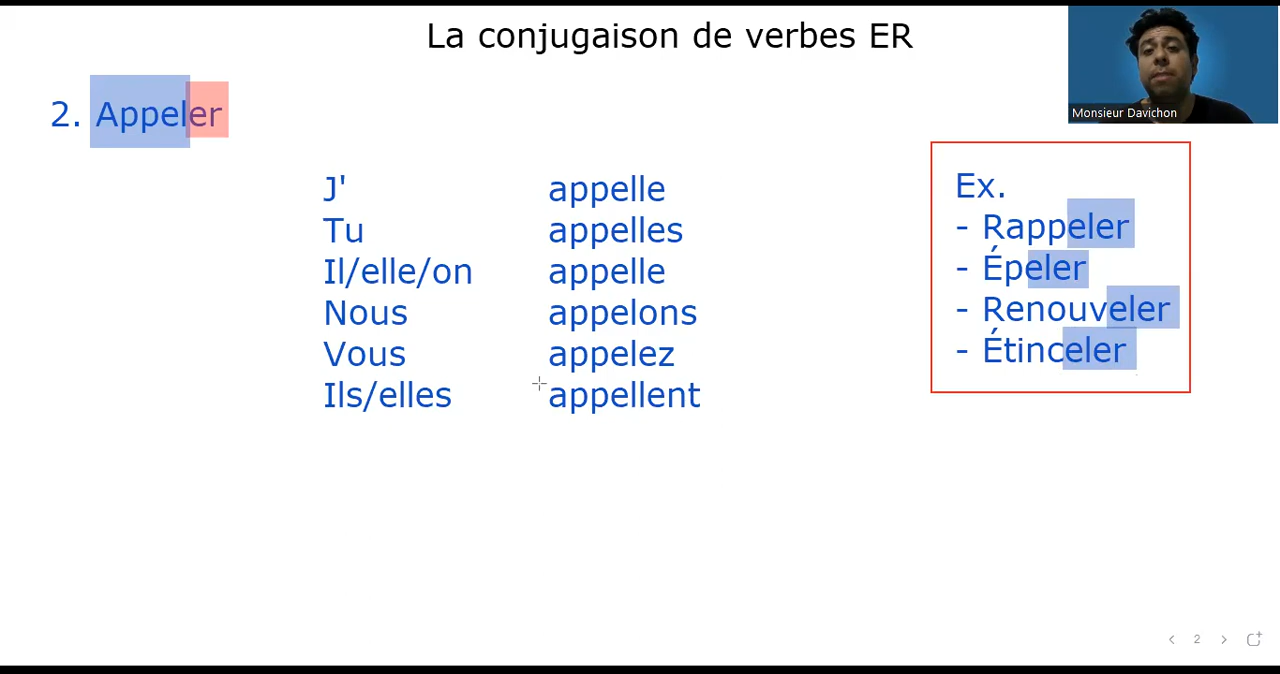 La conjugaison de verbes ER
Monsieur Davichon
2. Appeler
J' appelle
Tu appelles
Il/elle/on appelle
Nous appelons
Vous appelez
Ils/elles appellent
Ex.
- Rappeler
- Épeler
- Renouveler
- Étinceler
2